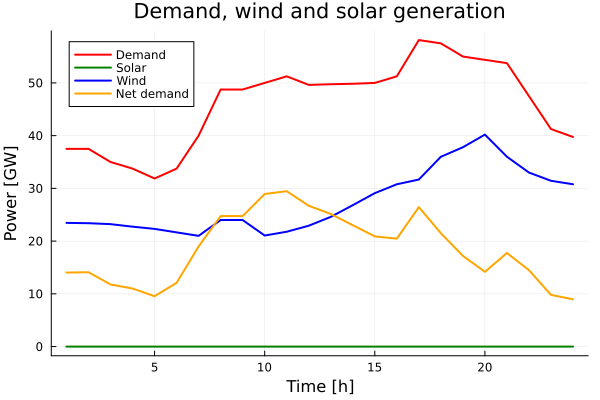 Demand, wind and solar generation
Demand
Solar
Wind
Net demand
Power [GW]
50
40
30
20
10
0
5
10
15
20
Time [h]